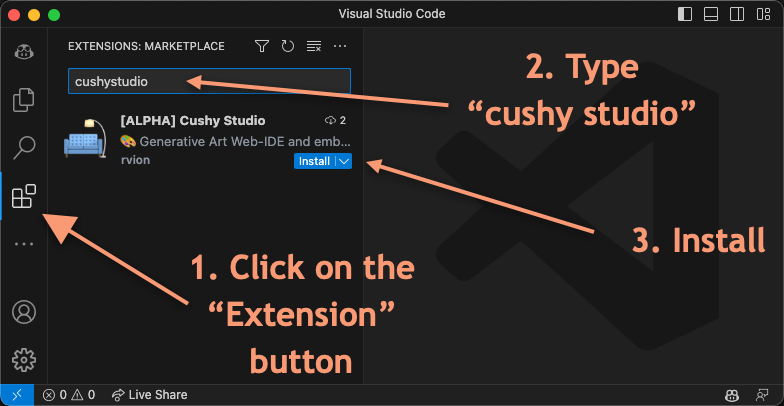 Visual Studio Code
EXTENSIONS: MARKETPLACE
cushystudio
[ALPHA] Cushy Studio
2
Generative Art Web-IDE and emb...
rvion
Install
2. Type
“cushy studio”
3. Install
1. Click on the
“Extension”
button
0
0
Live Share